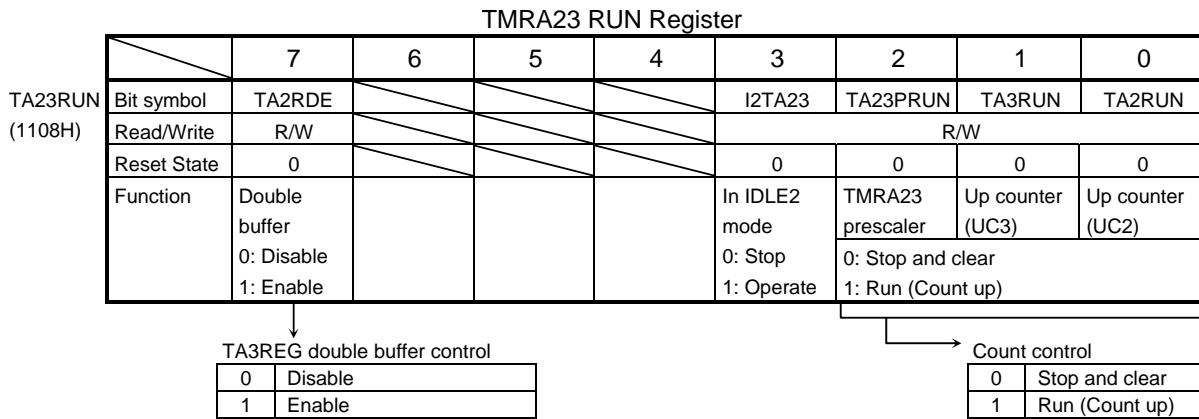 TMRA23 RUN Register
7 6 5 4 3 2 1 0
TA23RUN Bit symbol TA2RDE I2TA23 TA23PRUN TA3RUN TA2RUN
(1108H) Read/Write R/W R/W
Reset State 0 0 0 0 0
Function Double In IDLE2 TMRA23 Up counter Up counter
buffer mode prescaler (UC3) (UC2)
0: Disable 0: Stop 0: Stop and clear
1: Enable 1: Operate 1: Run (Count up)
TA3REG double buffer control Count control
0 Disable 0 Stop and clear
1 Enable 1 Run (Count up)